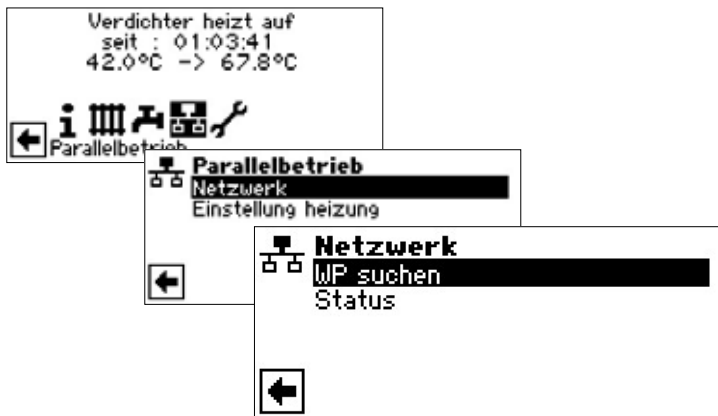 Verdichter heizt auf
seit : 01:03:41
42.0°C -> 67.8°C
Parallelbetrieb
Parallelbetrieb
Netzwerk
Einstellung heizung
Netzwerk
WP suchen
Status